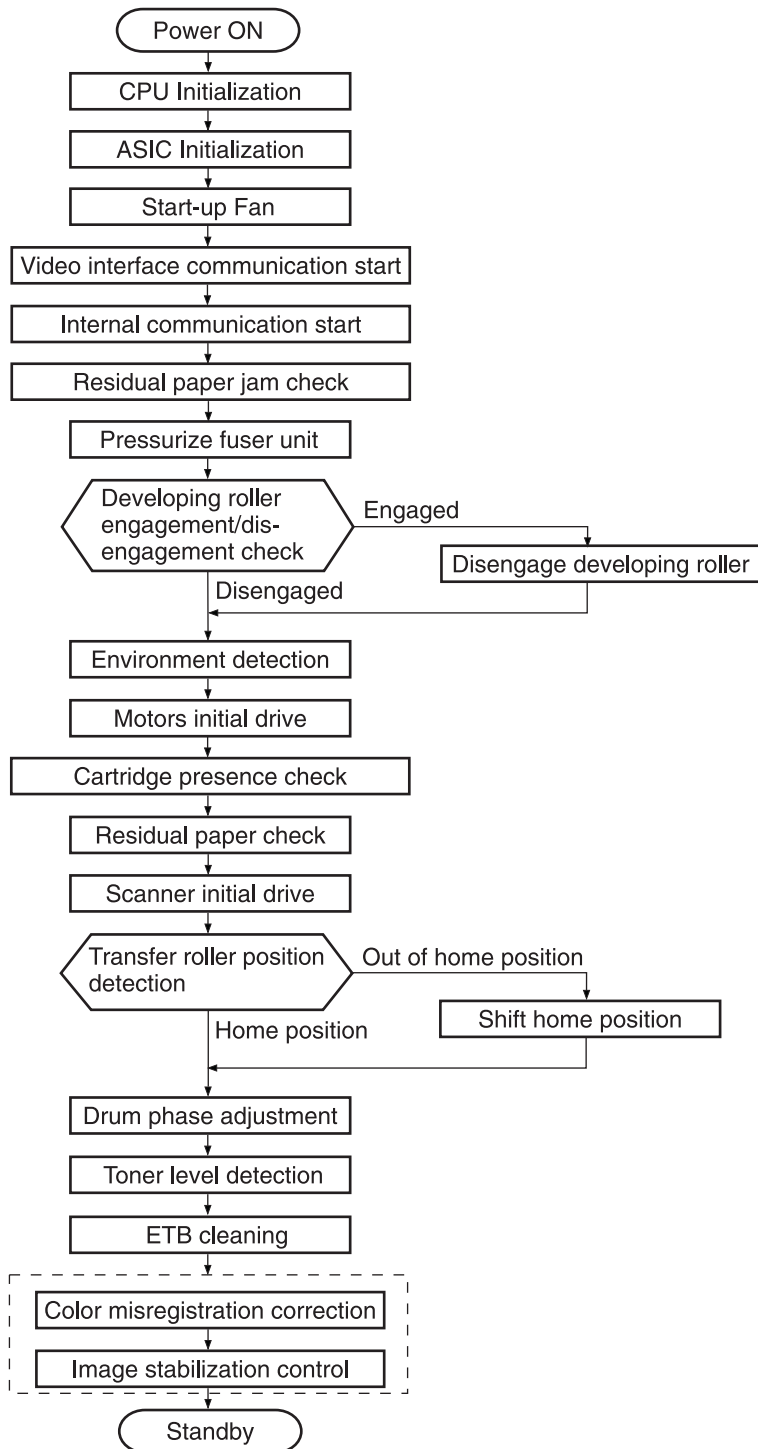 Power ON
CPU Initialization
ASIC Initialization
Start-up Fan
Video interface communication start
Internal communication start
Residual paper jam check
Pressurize fuser unit
Developing roller
engagement/dis-
engagement check
Engaged
Disengage developing roller
Disengaged
Environment detection
Motors initial drive
Cartridge presence check
Residual paper check
Scanner initial drive
Transfer roller position
detection
Out of home position
Shift home position
Home position
Drum phase adjustment
Toner level detection
ETB cleaning
Color misregistration correction
Image stabilization control
Standby